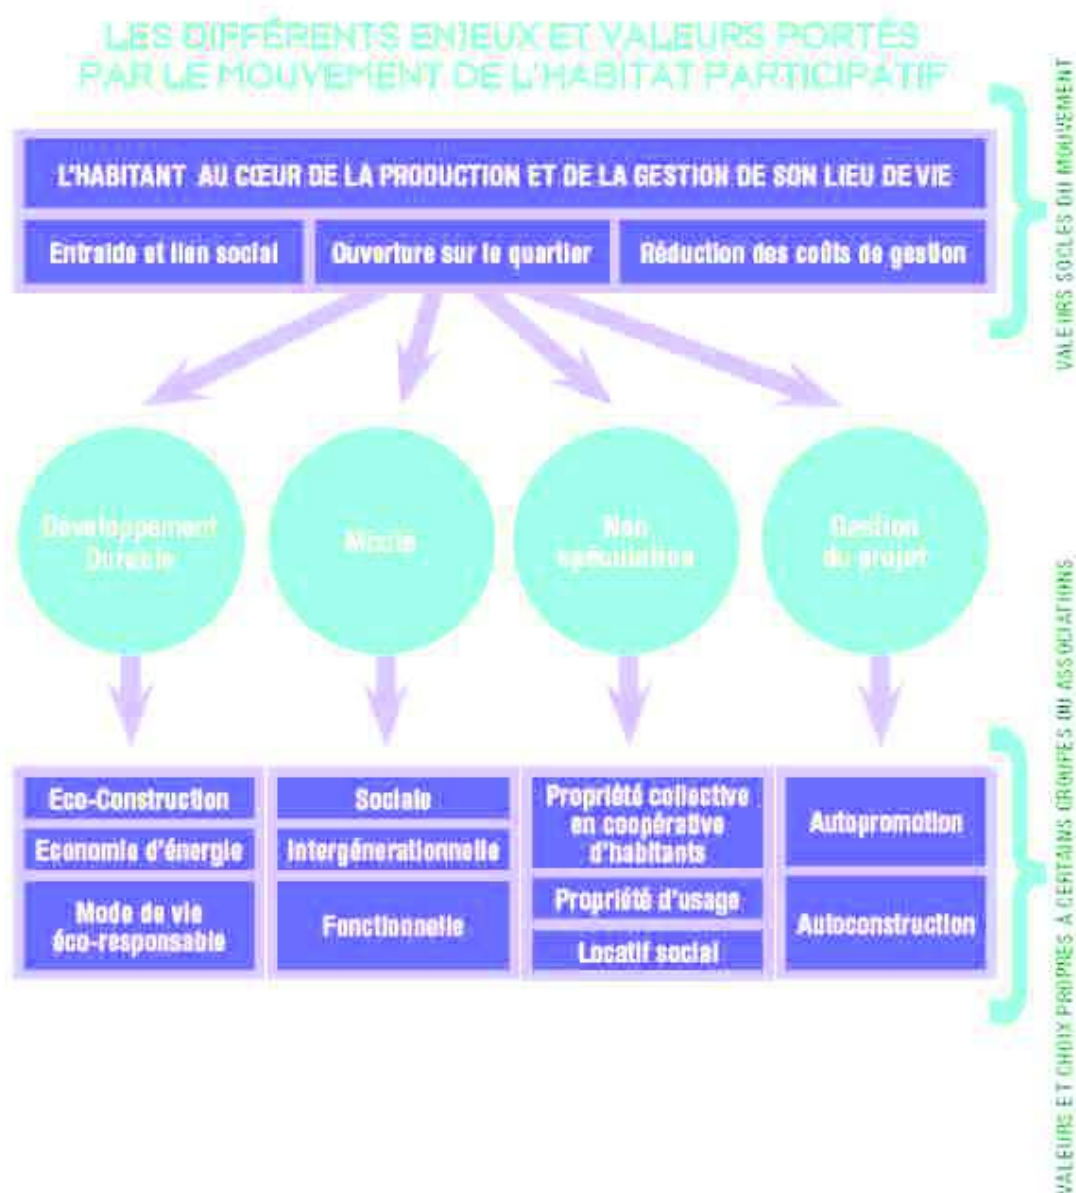 LES DIFFÉRENTS ENJEUX ET VALEURS PORTÉS
PAR LE MOUVEMENT DE L'HABITAT PARTICIPATIF
L'HABITANT AU CŒUR DE LA PRODUCTION ET DE LA GESTION DE SON LIEU DE VIE
Entraide et lien social
Ouverture sur le quartier
Réduction des coûts de gestion
VALEURS SOCLES DU MOUVEMENT
Développement
Durable
Mixité
Non
spéculation
Gestion
du projet
Eco-Construction
Economie d'énergie
Mode de vie
éco-responsable
Sociale
Intergénerationnelle
Fonctionnelle
Propriété collective
en coopérative
d'habitants
Propriété d'usage
Locatif social
Autopromotion
Autoconstruction
VALEURS ET CHOIX PROPRES À CERTAINS GROUPES OU ASSOCIATIONS